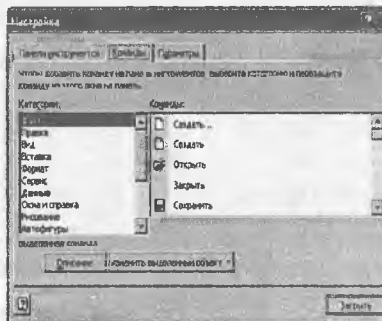 Настройка
Панели инструментов Команды Параметры
Чтобы добавить команду на панель инструментов, выберите категорию и перетащите
команду из этого окна на панель.
Категории:
Команды:
Файл
Правка
Вид
Вставка
Формат
Сервис
Данные
Окна и справка
Рисование
Автофигуры
Создать...
Создать
Открыть
Закрыть
Сохранить
Выделенная команда
Описание
Изменить выделенный объект
Закрыть